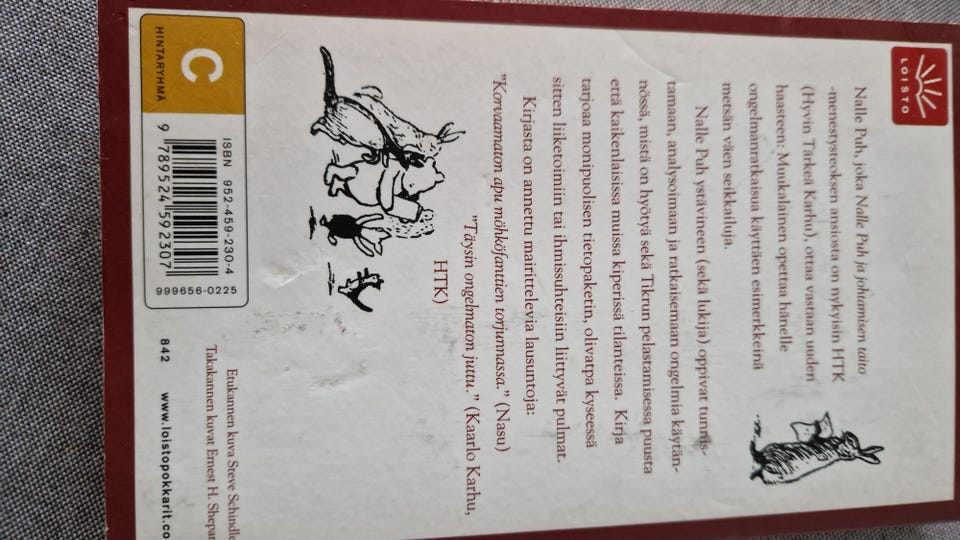 LOISTO
Nalle Puh, joka Nalle Puh ja johtamisen taito
-menestysteoksen ansiosta on nykyisin HTK
(Hyvin Tärkeä Karhu), ottaa vastaan uuden
haasteen: Muukalainen opettaa hänelle
ongelmanratkaisua käyttäen esimerkkeinä
metsän väen seikkailuja.
Nalle Puh ystävineen (sekä lukija) oppivat tunnis-
tamaan, analysoimaan ja ratkaisemaan ongelmia käytän-
nössä, mistä on hyötyä sekä Tikrun pelastamisessa puusta
että kaikenlaisissa muissa kiperissä tilanteissa. Kirja
tarjoaa monipuolisen tietopaketin, olivatpa kyseessä
sitten liiketoimiin tai ihmissuhteisiin liittyvät pulmat.
Kirjasta on annettu mairittelevia lausuntoja:
"Korvaamaton apu möhköfanttien torjunnassa." (Nasu)
"Täysin ongelmaton juttu." (Kaarlo Karhu,
HTK)
C
HINTARYHMÄ
ISBN 952-459-230-4
9 789524 592307
999656-0225
Etukannen kuva Steve Schindle
Takakannen kuvat Ernest H. Shepar
842 www.loistopokkarit.co